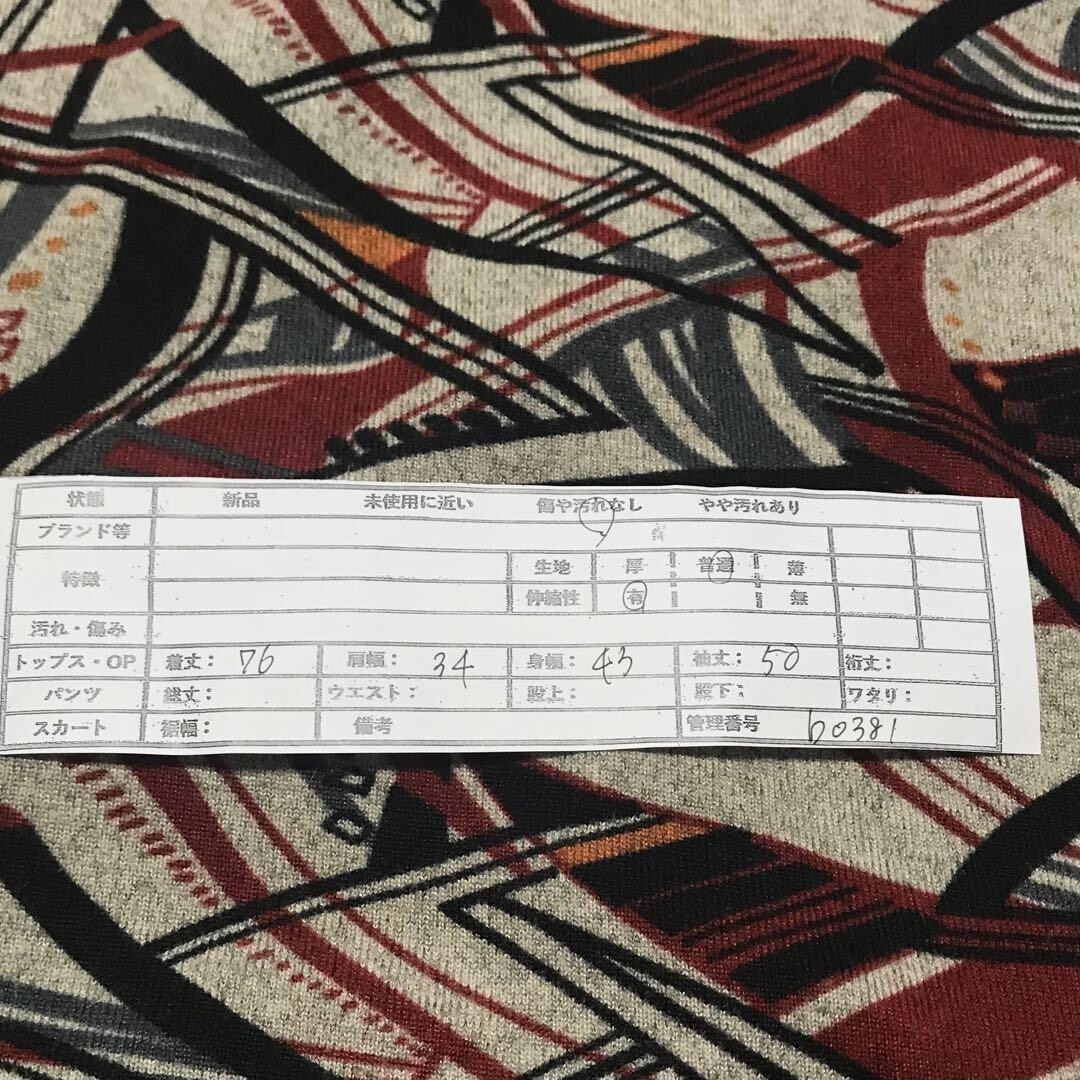 状態 新品 未使用に近い 傷や汚れなし やや汚れあり
ブランド等
特徴 生地 厚 普通 薄
伸縮性 有 無
汚れ・傷み
トップス・OP 着丈:76 肩幅:34 身幅:43 袖丈:50 裄丈:
パンツ 総丈: ウエスト: 股上: 股下: ワタリ:
スカート 裾幅: 備考 管理番号 b0381